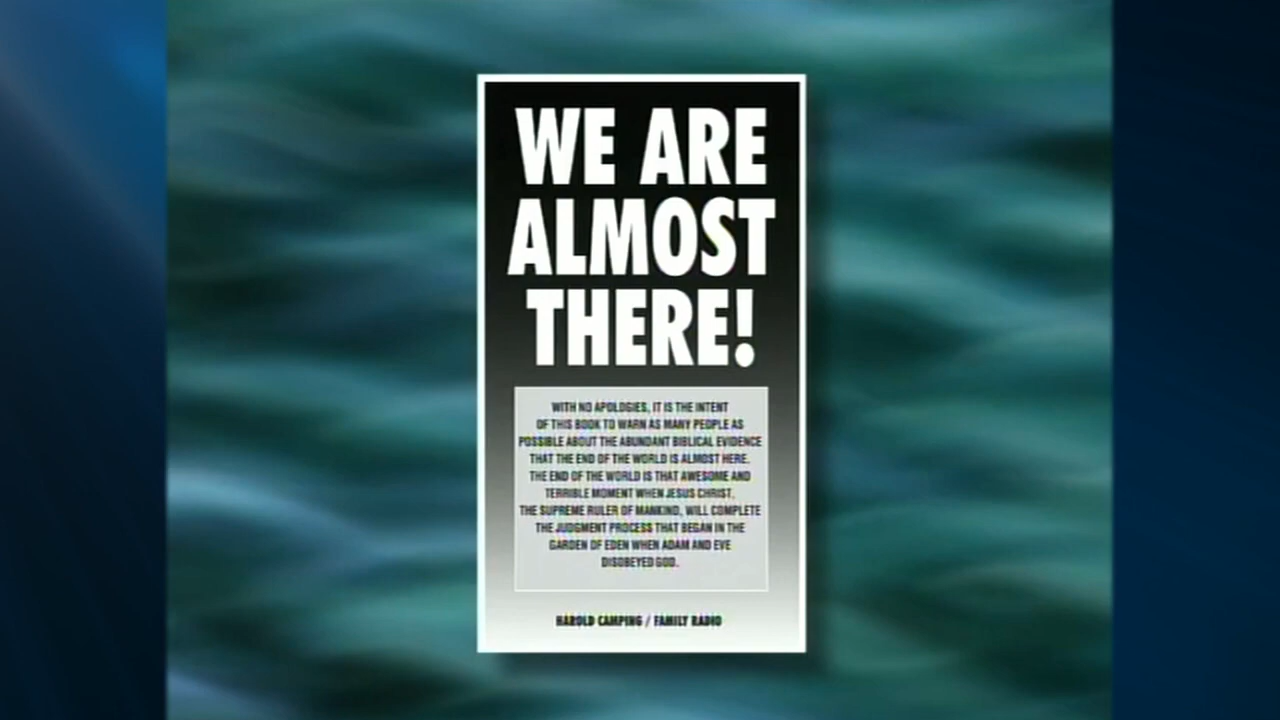 WE ARE
ALMOST
THERE!
WITH NO APOLOGIES, IT IS THE INTENT
OF THIS BOOK TO WARN AS MANY PEOPLE AS
POSSIBLE ABOUT THE ABUNDANT BIBLICAL EVIDENCE
THAT THE END OF THE WORLD IS ALMOST HERE.
THE END OF THE WORLD IS THAT AWESOME AND
TERRIBLE MOMENT WHEN JESUS CHRIST,
THE SUPREME RULER OF MANKIND, WILL COMPLETE
THE JUDGMENT PROCESS THAT BEGAN IN THE
GARDEN OF EDEN WHEN ADAM AND EVE
DISOBEYED GOD.
HAROLD CAMPING / FAMILY RADIO